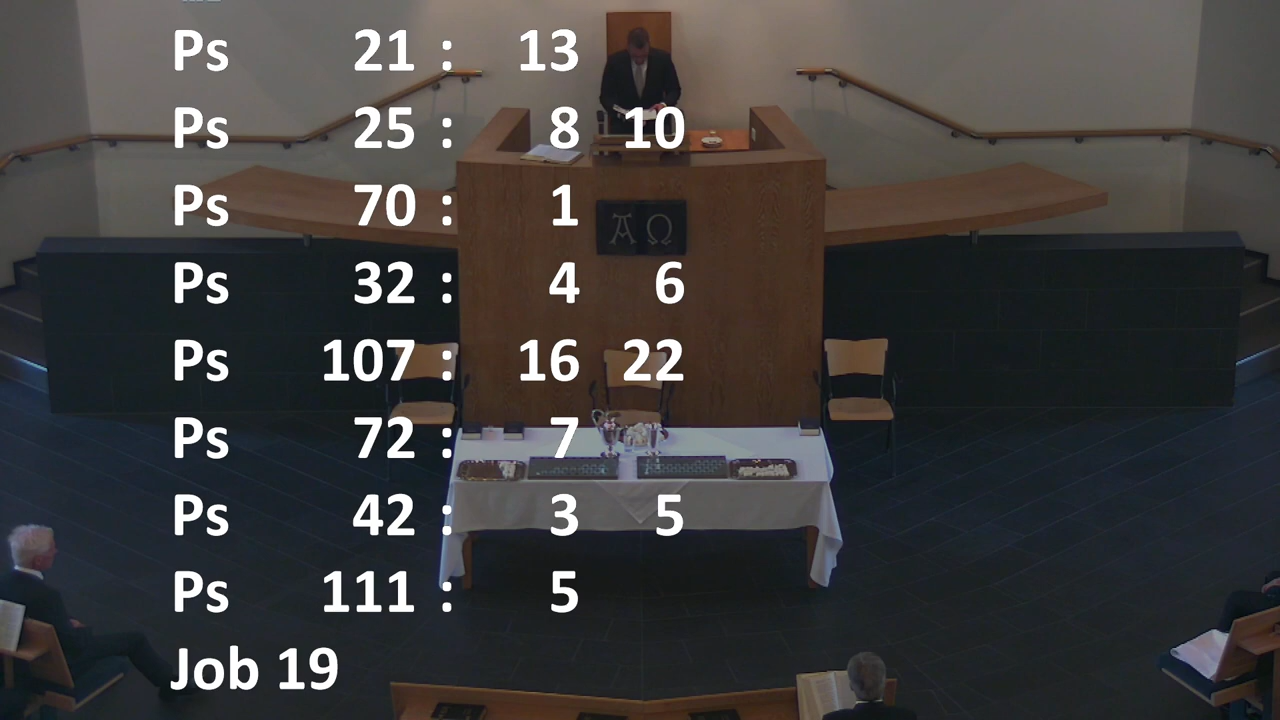 Ps 21 : 13
Ps 25 : 8 10
Ps 70 : 1
Α Ω
Ps 32 : 4 6
Ps 107 : 16 22
Ps 72 : 7
Ps 42 : 3 5
Ps 111 : 5
Job 19